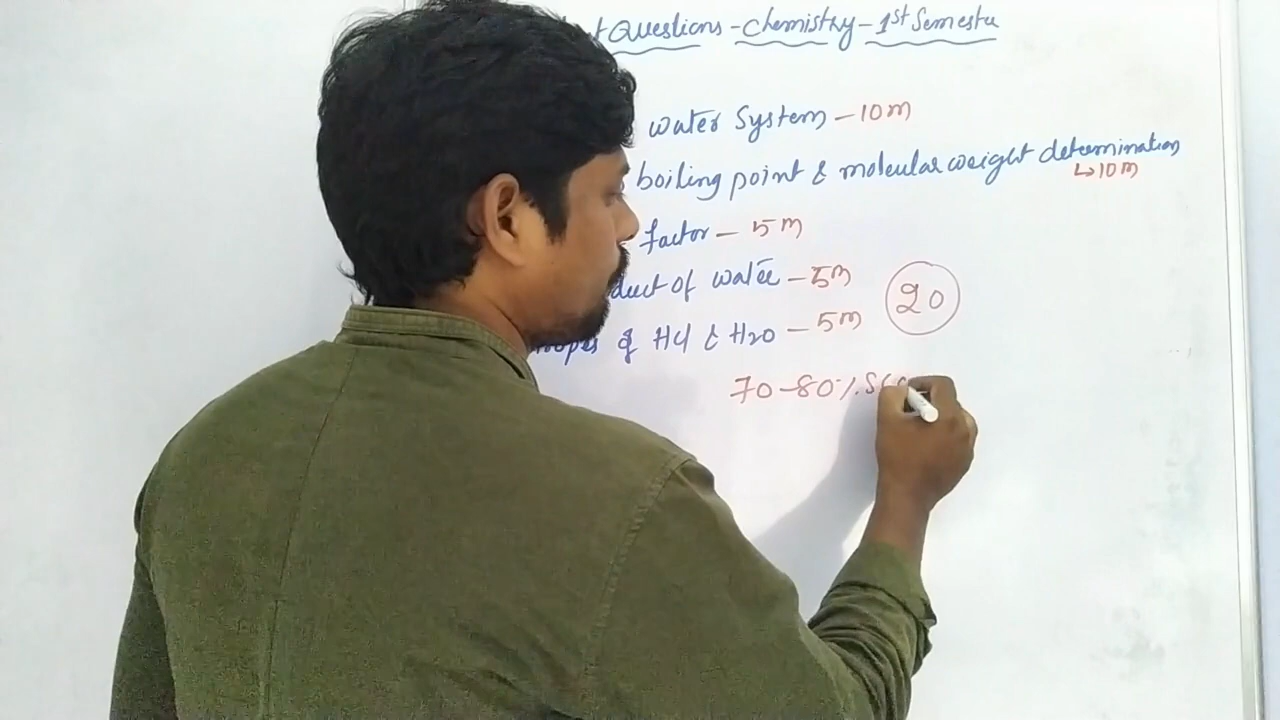 Questions - Chemistry - 1st Semester
water System - 10m
boiling point & molecular weight determination
↳ 10m
factor - 5m
duct of water - 5m
20
of HCl & H2O - 5m
70-80%